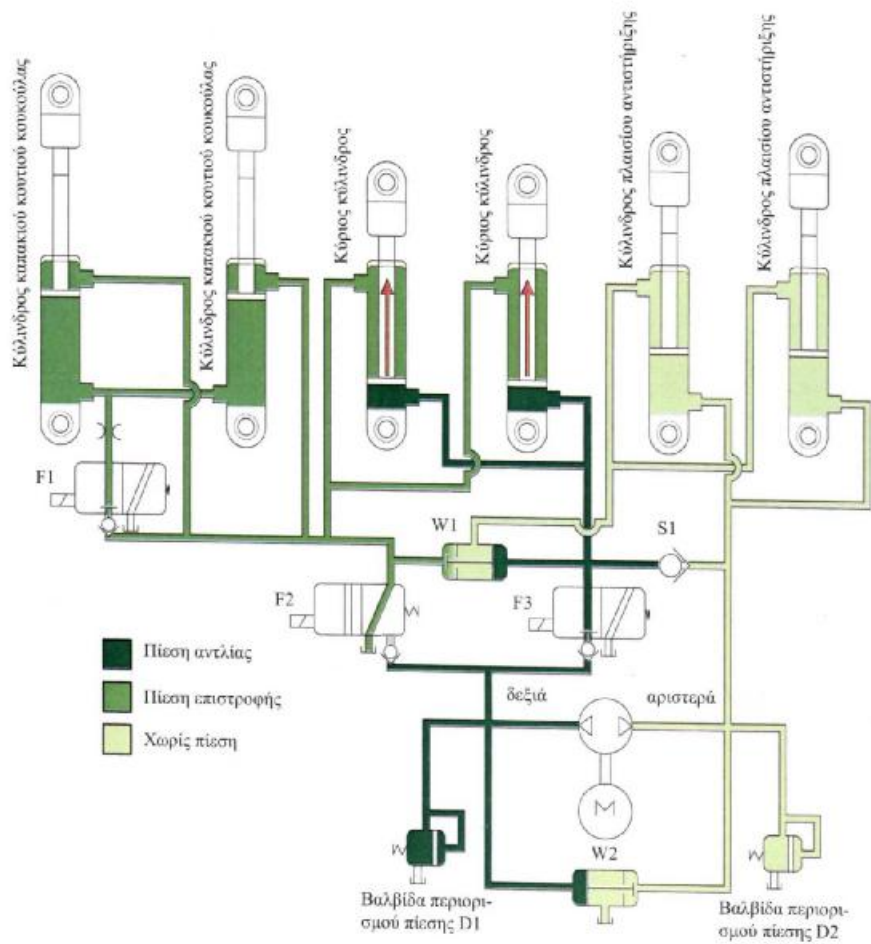 Κύλινδρος καπακιού κουτιού κουκούλας
Κύλινδρος καπακιού κουτιού κουκούλας
Κύριος κύλινδρος
Κύριος κύλινδρος
Κύλινδρος πλαισίου αντιστήριξης
Κύλινδρος πλαισίου αντιστήριξης
F1
W1
S1
F2
F3
Πίεση αντλίας
Πίεση επιστροφής
Χωρίς πίεση
δεξιά
αριστερά
M
W2
Βαλβίδα περιορι-
σμού πίεσης D1
Βαλβίδα περιορι-
σμού πίεσης D2